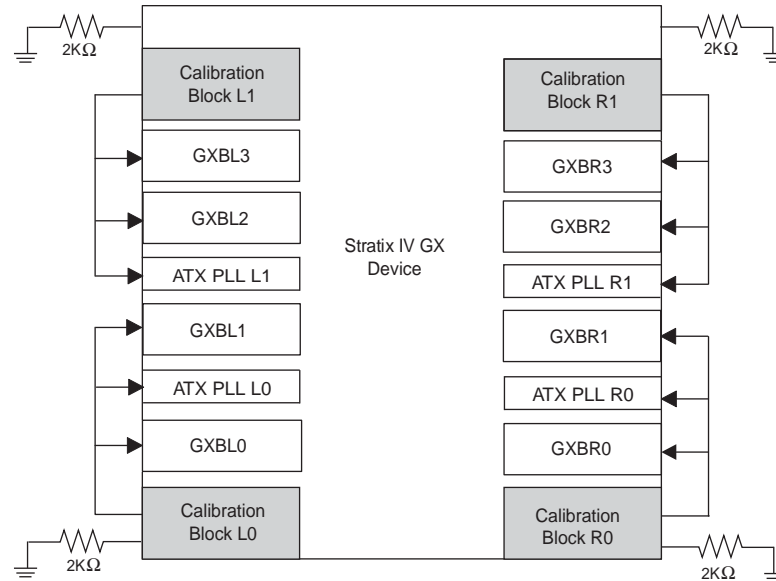 2KΩ
2KΩ
Calibration
Block L1
Calibration
Block R1
GXBL3
GXBR3
GXBL2
GXBR2
Stratix IV GX
Device
ATX PLL L1
ATX PLL R1
GXBL1
GXBR1
ATX PLL L0
ATX PLL R0
GXBL0
GXBR0
Calibration
Block L0
Calibration
Block R0
2KΩ
2KΩ